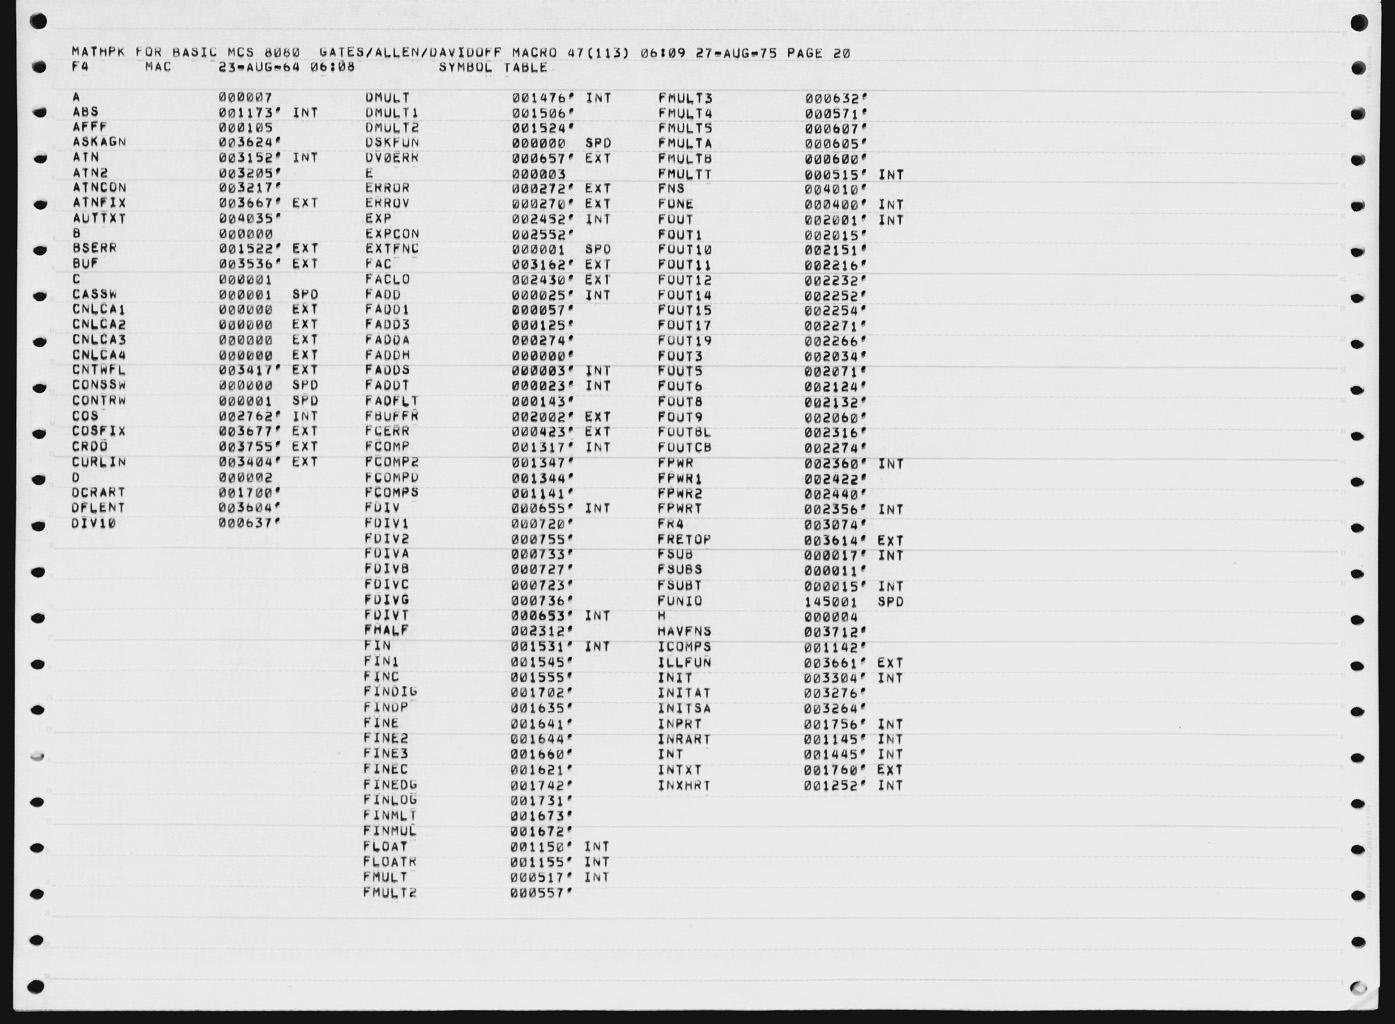 MATHPK FOR BASIC MCS 8080  GATES/ALLEN/DAVIDOFF MACRO 47(113) 06:09 27-AUG-75 PAGE 20
F4 MAC 23-AUG-64 06:08 SYMBOL TABLE
A 000007 DMULT 001476' INT FMULT3 000632'
ABS 001173' INT DMULT1 001506' FMULT4 000571'
AFFF 000105 DMULT2 001524' FMULT5 000607'
ASKAGN 003624' DSKFUN 000000 SPD FMULTA 000605'
ATN 003152' INT DV0ERR 000657' EXT FMULTB 000600'
ATN2 003205' E 000003 FMULTT 000515' INT
ATNCON 003217' ERROR 000272' EXT FNS 004010'
ATNFIX 003667' EXT ERROV 000270' EXT FONE 000400' INT
AUTTXT 004035' EXP 002452' INT FOUT 002001' INT
B 000000 EXPCON 002552' FOUT1 002015'
BSERR 001522' EXT EXTFNC 000001 SPD FOUT10 002151'
BUF 003536' EXT FAC 003162' EXT FOUT11 002216'
C 000001 FACLO 002430' EXT FOUT12 002232'
CASSW 000001 SPD FADD 000025' INT FOUT14 002252'
CNLCA1 000000 EXT FADD1 000057' FOUT15 002254'
CNLCA2 000000 EXT FADD3 000125' FOUT17 002271'
CNLCA3 000000 EXT FADDA 000274' FOUT19 002266'
CNLCA4 000000 EXT FADDH 000000' FOUT3 002034'
CNTWFL 003417' EXT FADDS 000003' INT FOUT5 002071'
CONSSW 000000 SPD FADDT 000023' INT FOUT6 002124'
CONTRW 000001 SPD FADFLT 000143' FOUT8 002132'
COS 002762' INT FBUFFR 002002' EXT FOUT9 002060'
COSFIX 003677' EXT FCERR 000423' EXT FOUTBL 002316'
CRDO 003755' EXT FCOMP 001317' INT FOUTCB 002274'
CURLIN 003404' EXT FCOMP2 001347' FPWR 002360' INT
D 000002 FCOMPD 001344' FPWR1 002422'
DCRART 001700' FCOMPS 001141' FPWR2 002440'
DFLENT 003604' FDIV 000655' INT FPWRT 002356' INT
DIV10 000637' FDIV1 000720' FR4 003074'
FDIV2 000755' FRETOP 003614' EXT
FDIVA 000733' FSUB 000017' INT
FDIVB 000727' FSUBS 000011'
FDIVC 000723' FSUBT 000015' INT
FDIVG 000736' FUNIO 145001 SPD
FDIVT 000653' INT H 000004
FHALF 002312' HAVFNS 003712'
FIN 001531' INT ICOMPS 001142'
FIN1 001545' ILLFUN 003661' EXT
FINC 001555' INIT 003304' INT
FINDIG 001702' INITAT 003276'
FINDP 001635' INITSA 003264'
FINE 001641' INPRT 001756' INT
FINE2 001644' INRART 001145' INT
FINE3 001660' INT 001445' INT
FINEC 001621' INTXT 001760' EXT
FINEDG 001742' INXHRT 001252' INT
FINLOG 001731'
FINMLT 001673'
FINMUL 001672'
FLOAT 001150' INT
FLOATR 001155' INT
FMULT 000517' INT
FMULT2 000557'